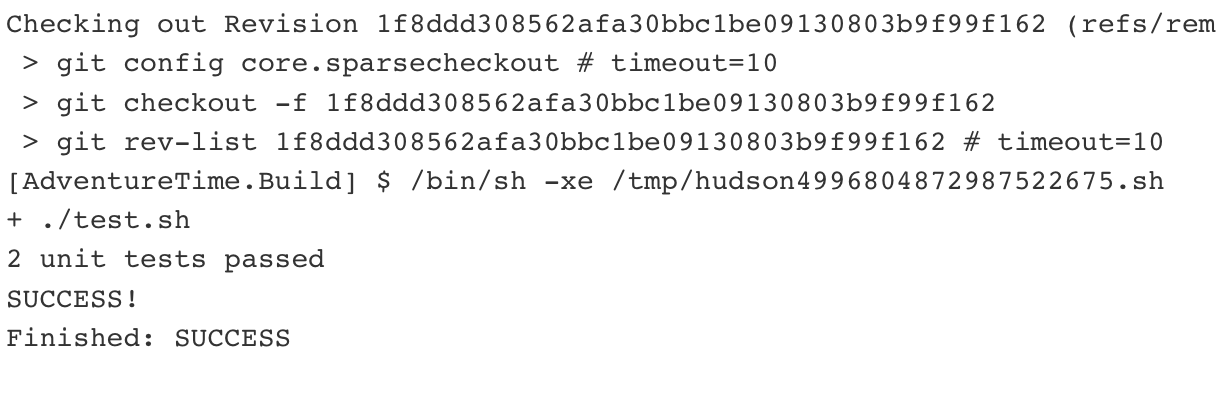 Checking out Revision 1f8ddd308562afa30bbc1be09130803b9f99f162 (refs/rem
> git config core.sparsecheckout # timeout=10
> git checkout -f 1f8ddd308562afa30bbc1be09130803b9f99f162
> git rev-list 1f8ddd308562afa30bbc1be09130803b9f99f162 # timeout=10
[AdventureTime.Build] $ /bin/sh -xe /tmp/hudson4996804872987522675.sh
+ ./test.sh
2 unit tests passed
SUCCESS!
Finished: SUCCESS